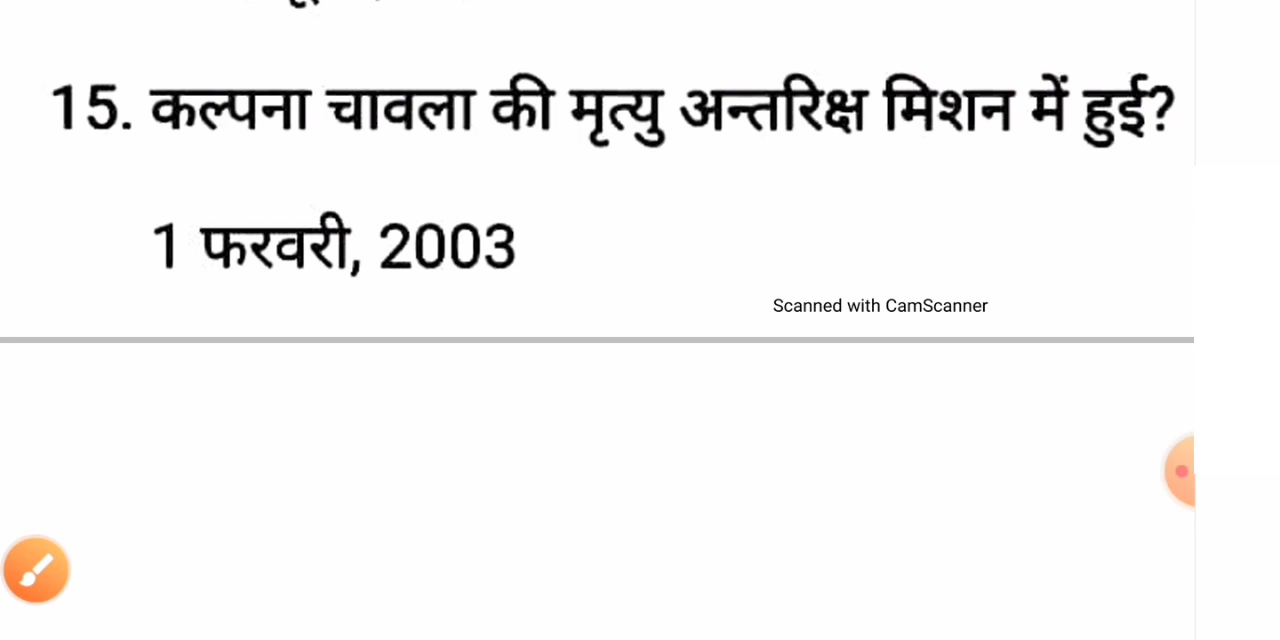 15. कल्पना चावला की मृत्यु अन्तरिक्ष मिशन में हुई?
1 फरवरी, 2003
Scanned with CamScanner